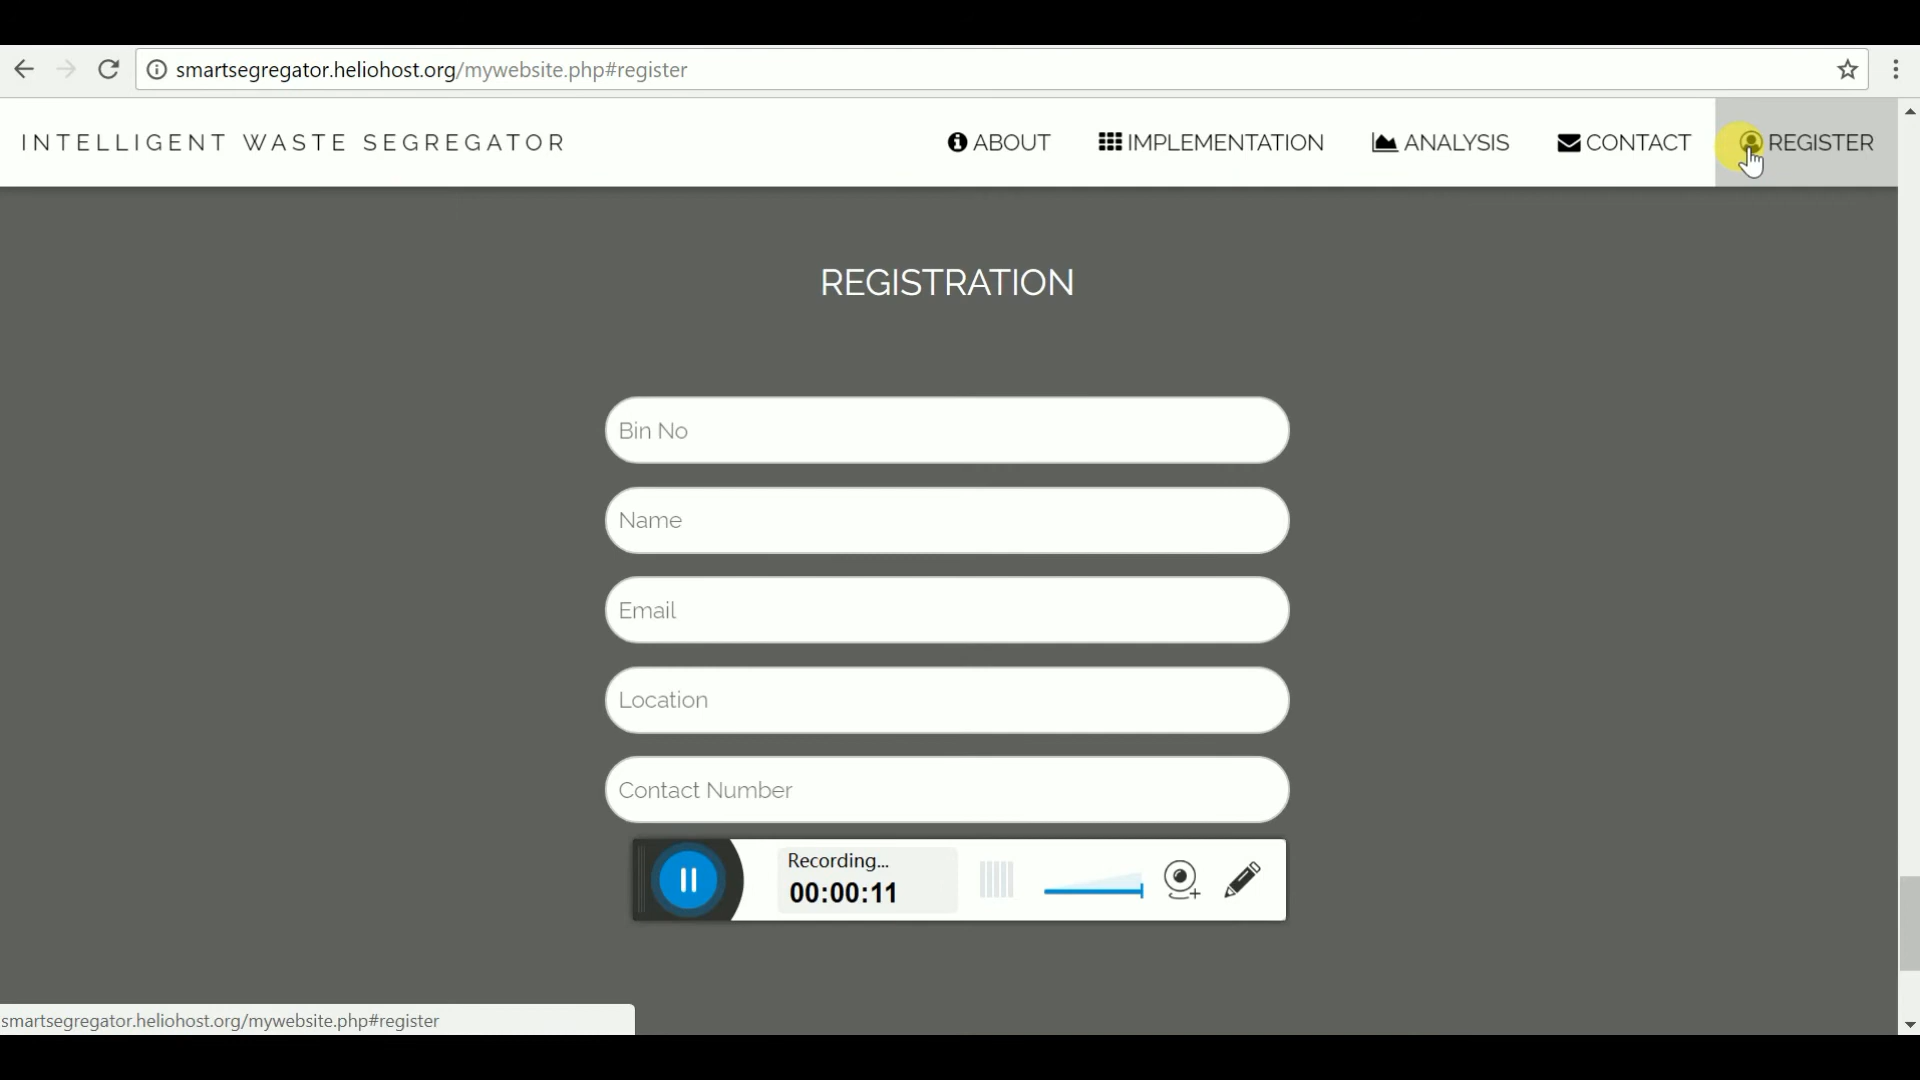 smartsegregator.heliohost.org/mywebsite.php#register
INTELLIGENT WASTE SEGREGATOR
ABOUT
IMPLEMENTATION
ANALYSIS
CONTACT
REGISTER
REGISTRATION
Bin No
Name
Email
Location
Contact Number
Recording...
00:00:11
smartsegregator.heliohost.org/mywebsite.php#register